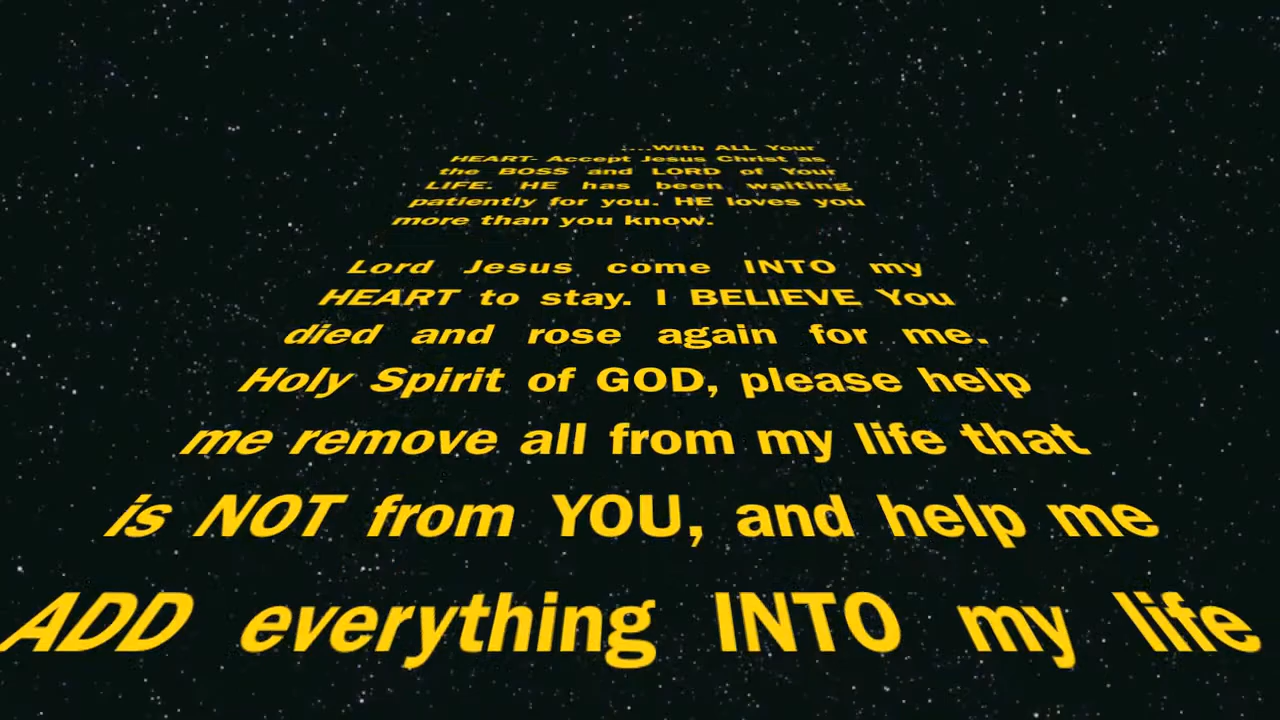 ....With ALL Your
HEART- Accept Jesus Christ as
the BOSS and LORD of Your
LIFE. HE has been waiting
patiently for you. HE loves you
more than you know.
Lord Jesus come INTO my
HEART to stay. I BELIEVE You
died and rose again for me.
Holy Spirit of GOD, please help
me remove all from my life that
is NOT from YOU, and help me
ADD everything INTO my life